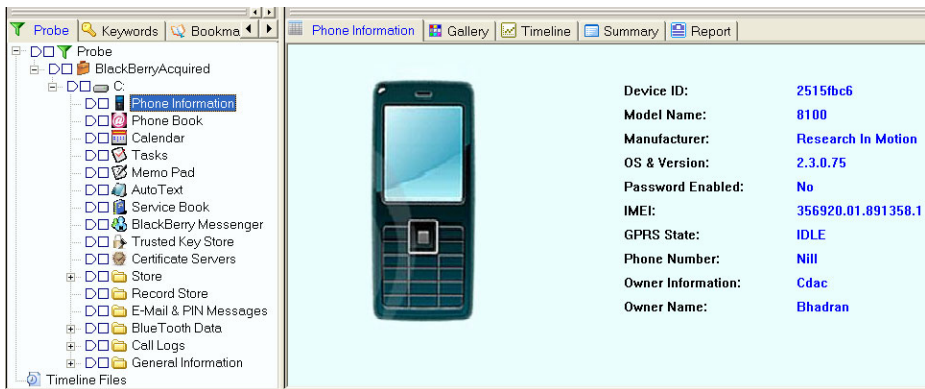 Probe Keywords Bookma
Probe
BlackBerryAcquired
C:
Phone Information
Phone Book
Calendar
Tasks
Memo Pad
AutoText
Service Book
BlackBerry Messenger
Trusted Key Store
Certificate Servers
Store
Record Store
E-Mail & PIN Messages
BlueTooth Data
Call Logs
General Information
Timeline Files
Phone Information Gallery Timeline Summary Report
Device ID: 2515fbc6
Model Name: 8100
Manufacturer: Research In Motion
OS & Version: 2.3.0.75
Password Enabled: No
IMEI: 356920.01.891358.1
GPRS State: IDLE
Phone Number: Nill
Owner Information: Cdac
Owner Name: Bhadran